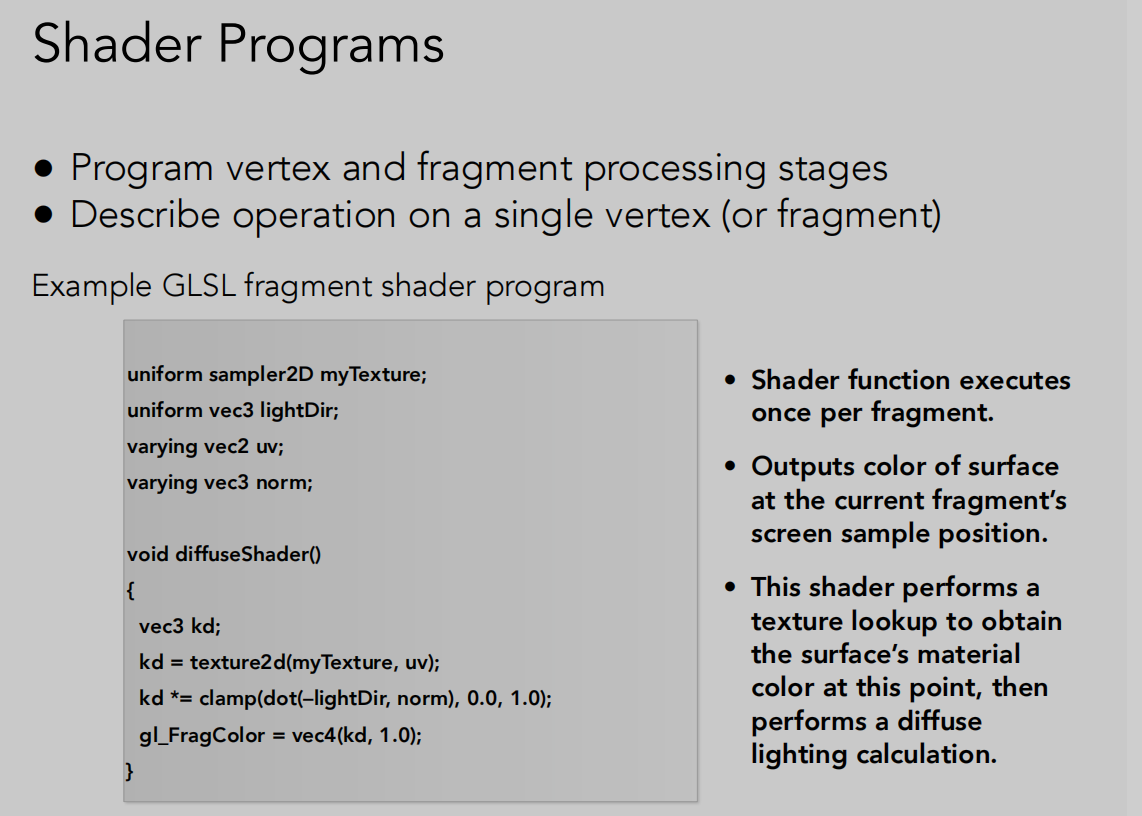 Shader Programs
● Program vertex and fragment processing stages
● Describe operation on a single vertex (or fragment)
Example GLSL fragment shader program
uniform sampler2D myTexture;
uniform vec3 lightDir;
varying vec2 uv;
varying vec3 norm;
void diffuseShader()
{
vec3 kd;
kd = texture2d(myTexture, uv);
kd *= clamp(dot(–lightDir, norm), 0.0, 1.0);
gl_FragColor = vec4(kd, 1.0);
}
• Shader function executes
once per fragment.
• Outputs color of surface
at the current fragment’s
screen sample position.
• This shader performs a
texture lookup to obtain
the surface’s material
color at this point, then
performs a diffuse
lighting calculation.